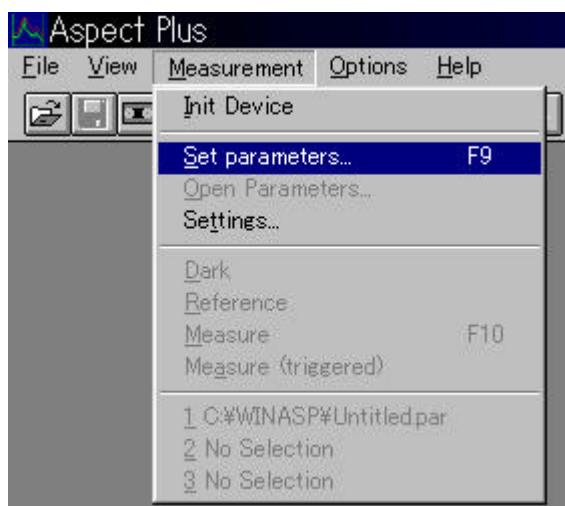 Aspect Plus
File View Measurement Options Help
Init Device
Set parameters... F9
Open Parameters...
Settings...
Dark
Reference
Measure F10
Measure (triggered)
1 C:¥WINASP¥Untitled.par
2 No Selection
3 No Selection